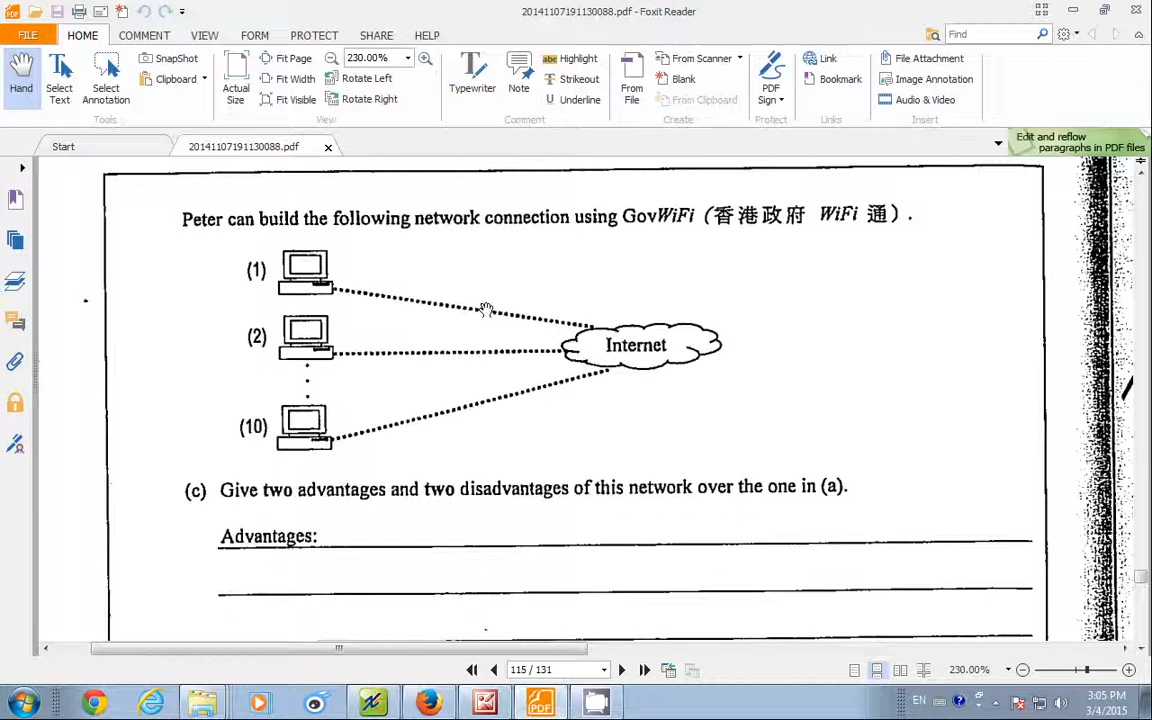 20141107191130088.pdf - Foxit Reader
FILE HOME COMMENT VIEW FORM PROTECT SHARE HELP
Find
Hand
Select Text
Select Annotation
SnapShot
Clipboard
Tools
Actual Size
Fit Page
Fit Width
Fit Visible
230.00%
Rotate Left
Rotate Right
View
Typewriter
Note
Highlight
Strikeout
Underline
Comment
From File
From Scanner
Blank
From Clipboard
Create
PDF Sign
Protect
Link
Bookmark
Links
File Attachment
Image Annotation
Audio & Video
Insert
Start
20141107191130088.pdf
Edit and reflow
paragraphs in PDF files
Peter can build the following network connection using GovWiFi (香港政府 WiFi 通) .
(1)
(2)
Internet
(10)
(c) Give two advantages and two disadvantages of this network over the one in (a).
Advantages:
115 / 131
230.00%
EN
3:05 PM
3/4/2015